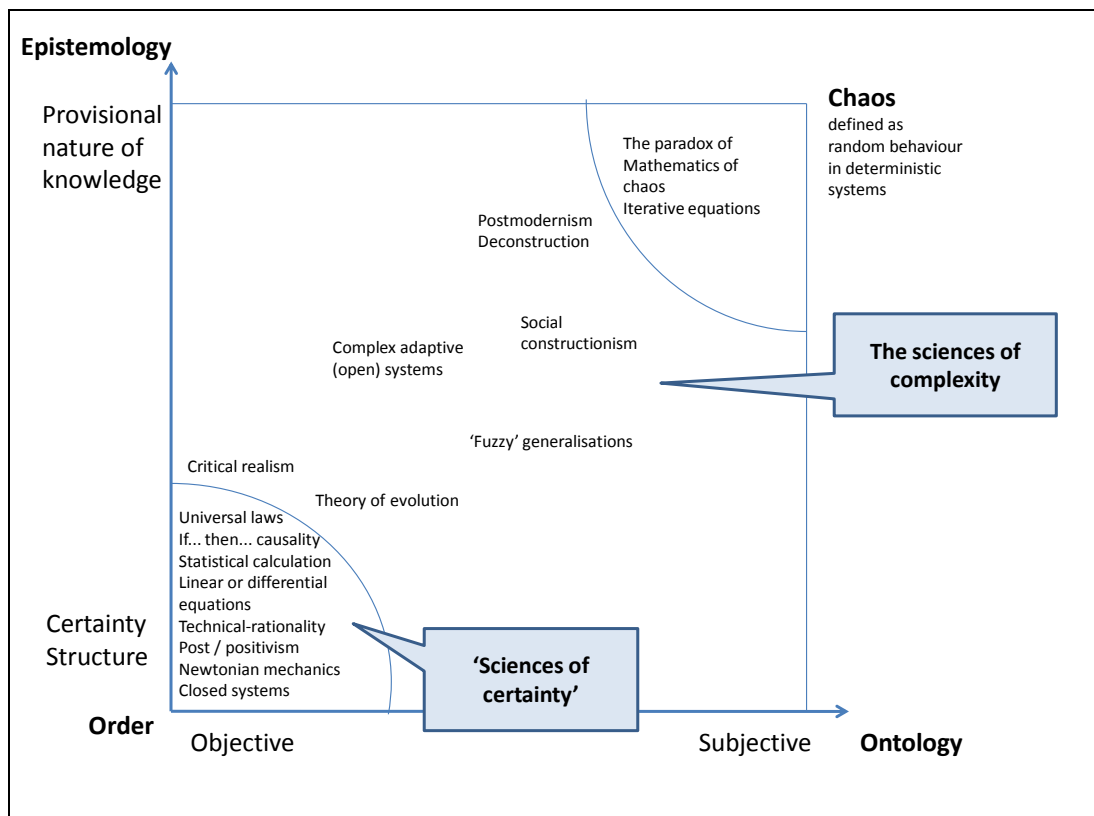 Epistemology
Provisional
nature of
knowledge
Chaos
defined as
random behaviour
in deterministic
systems
The paradox of
Mathematics of
chaos
Iterative equations
Postmodernism
Deconstruction
Social
constructionism
Complex adaptive
(open) systems
The sciences of
complexity
‘Fuzzy’ generalisations
Critical realism
Theory of evolution
Universal laws
If... then... causality
Statistical calculation
Linear or differential
equations
Technical-rationality
Post / positivism
Newtonian mechanics
Closed systems
Certainty
Structure
‘Sciences of
certainty’
Order
Objective
Subjective
Ontology